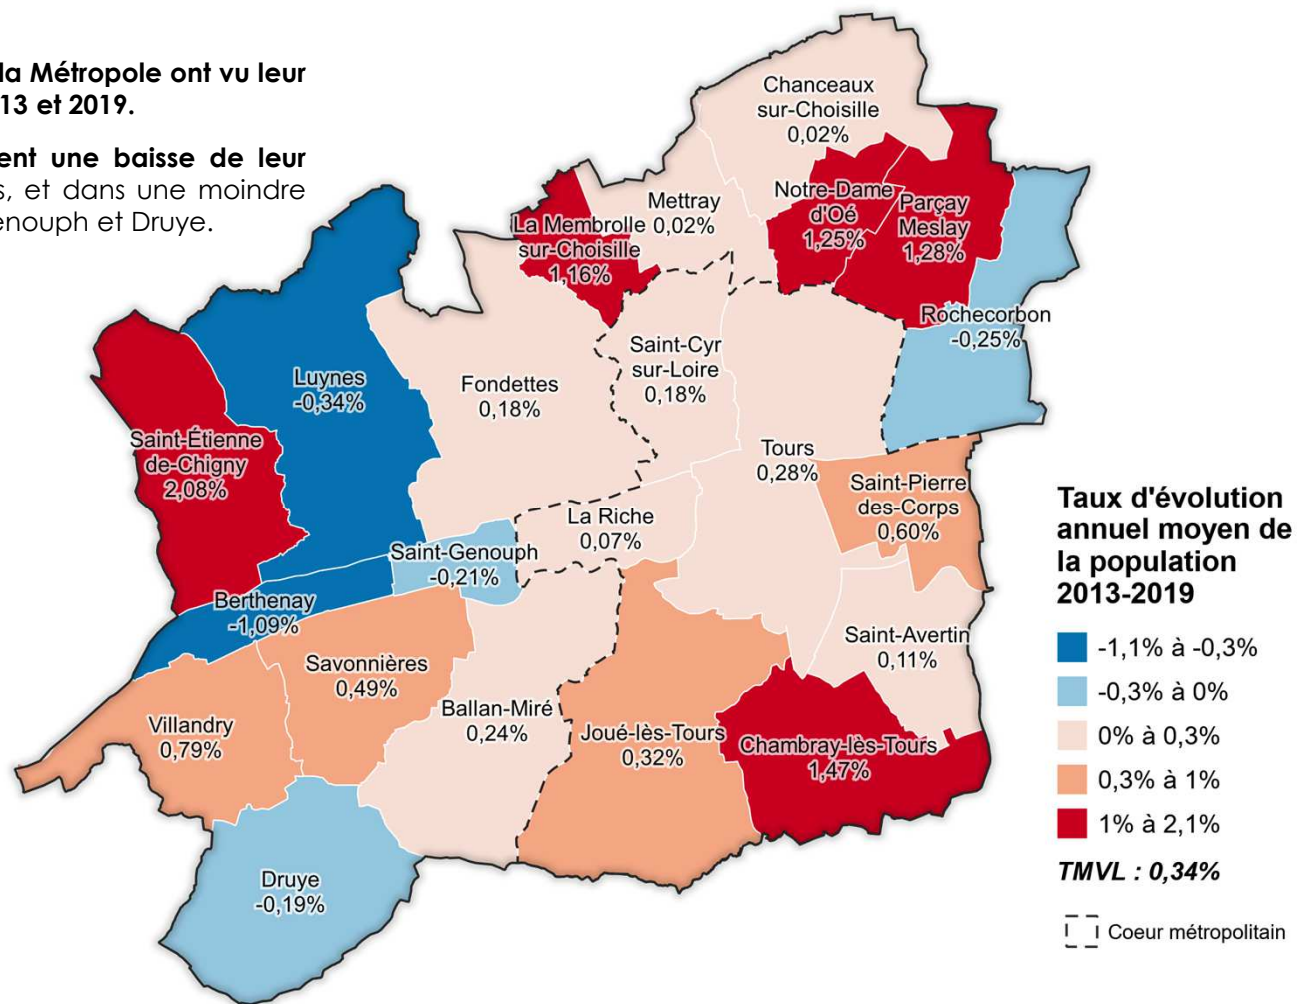 la Métropole ont vu leur
13 et 2019.
ent une baisse de leur
s, et dans une moindre
enouph et Druye.
Chanceaux
sur-Choisille
0,02%
Mettray
0,02%
Notre-Dame
d'Oé
1,25%
Parçay
Meslay
1,28%
La Membrolle
sur-Choisille
1,16%
Rochecorbon
-0,25%
Saint-Cyr
sur-Loire
0,18%
Luynes
-0,34%
Fondettes
0,18%
Saint-Étienne
de-Chigny
2,08%
Tours
0,28%
Saint-Pierre
des-Corps
0,60%
La Riche
0,07%
Saint-Genouph
-0,21%
Berthenay
-1,09%
Saint-Avertin
0,11%
Savonnières
0,49%
Villandry
0,79%
Ballan-Miré
0,24%
Joué-lès-Tours
0,32%
Chambray-lès-Tours
1,47%
Druye
-0,19%
Taux d'évolution
annuel moyen de
la population
2013-2019
-1,1% à -0,3%
-0,3% à 0%
0% à 0,3%
0,3% à 1%
1% à 2,1%
TMVL : 0,34%
Coeur métropolitain